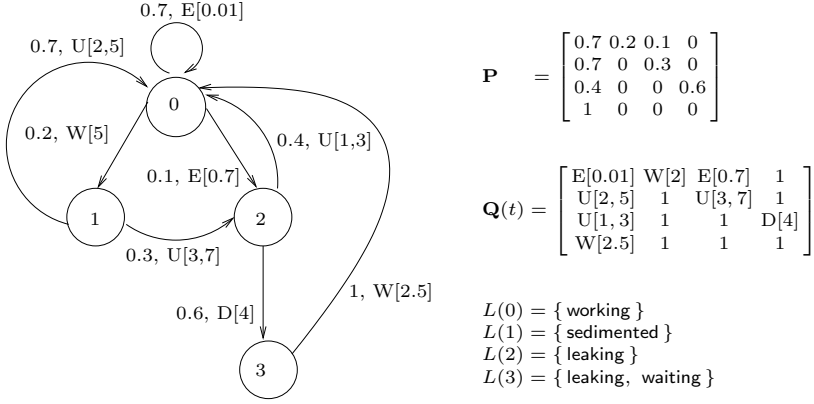 0.7, E[0.01]
0.7, U[2,5]
0
0.2, W[5]
0.4, U[1,3]
0.1, E[0.7]
1
2
0.3, U[3,7]
0.6, D[4]
1, W[2.5]
3
P = [ 0.7 0.2 0.1 0
0.7 0 0.3 0
0.4 0 0 0.6
1 0 0 0 ]
Q(t) = [ E[0.01] W[2] E[0.7] 1
U[2, 5] 1 U[3, 7] 1
U[1, 3] 1 1 D[4]
W[2.5] 1 1 1 ]
L(0) = { working }
L(1) = { sedimented }
L(2) = { leaking }
L(3) = { leaking, waiting }